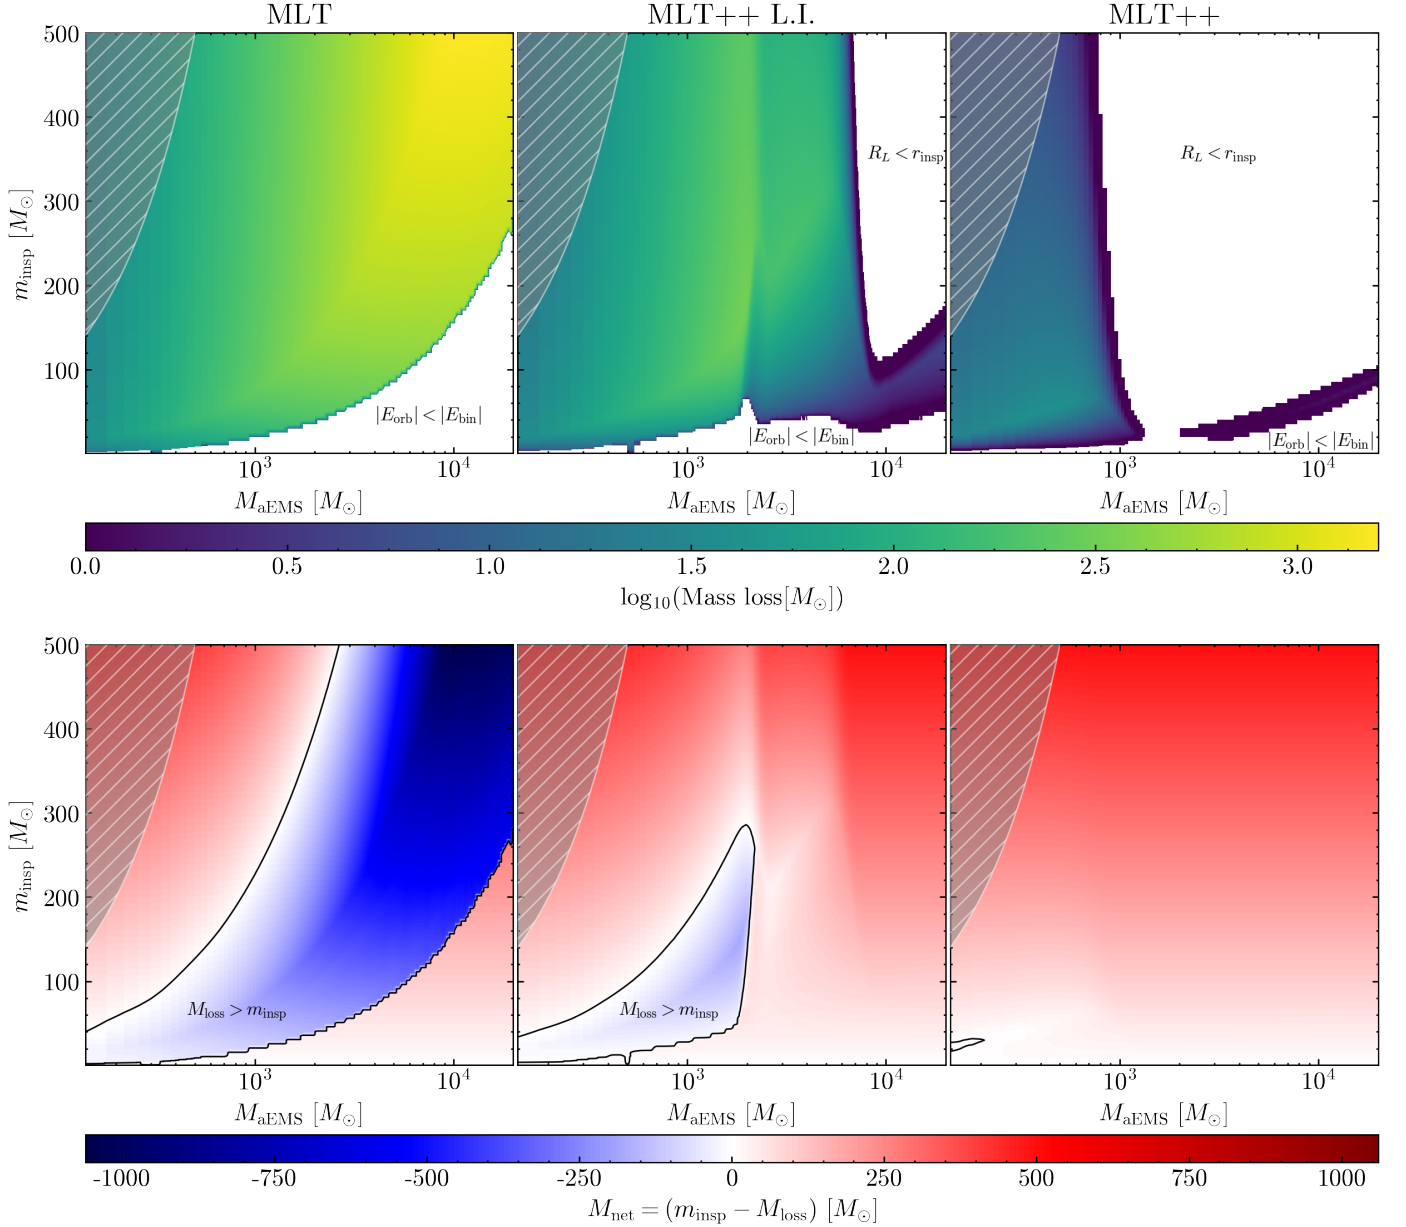 MLT MLT++ L.I. MLT++
500
400
300
200
100
m_insp [M_⊙]
R_L < r_insp
R_L < r_insp
|E_orb| < |E_bin|
|E_orb| < |E_bin|
|E_orb| < |E_bin|
10^3 10^4 10^3 10^4 10^3 10^4
M_aEMS [M_⊙] M_aEMS [M_⊙] M_aEMS [M_⊙]
0.0 0.5 1.0 1.5 2.0 2.5 3.0
log_10(Mass loss[M_⊙])
500
400
300
200
100
m_insp [M_⊙]
M_loss > m_insp
M_loss > m_insp
10^3 10^4 10^3 10^4 10^3 10^4
M_aEMS [M_⊙] M_aEMS [M_⊙] M_aEMS [M_⊙]
-1000 -750 -500 -250 0 250 500 750 1000
M_net = (m_insp − M_loss) [M_⊙]